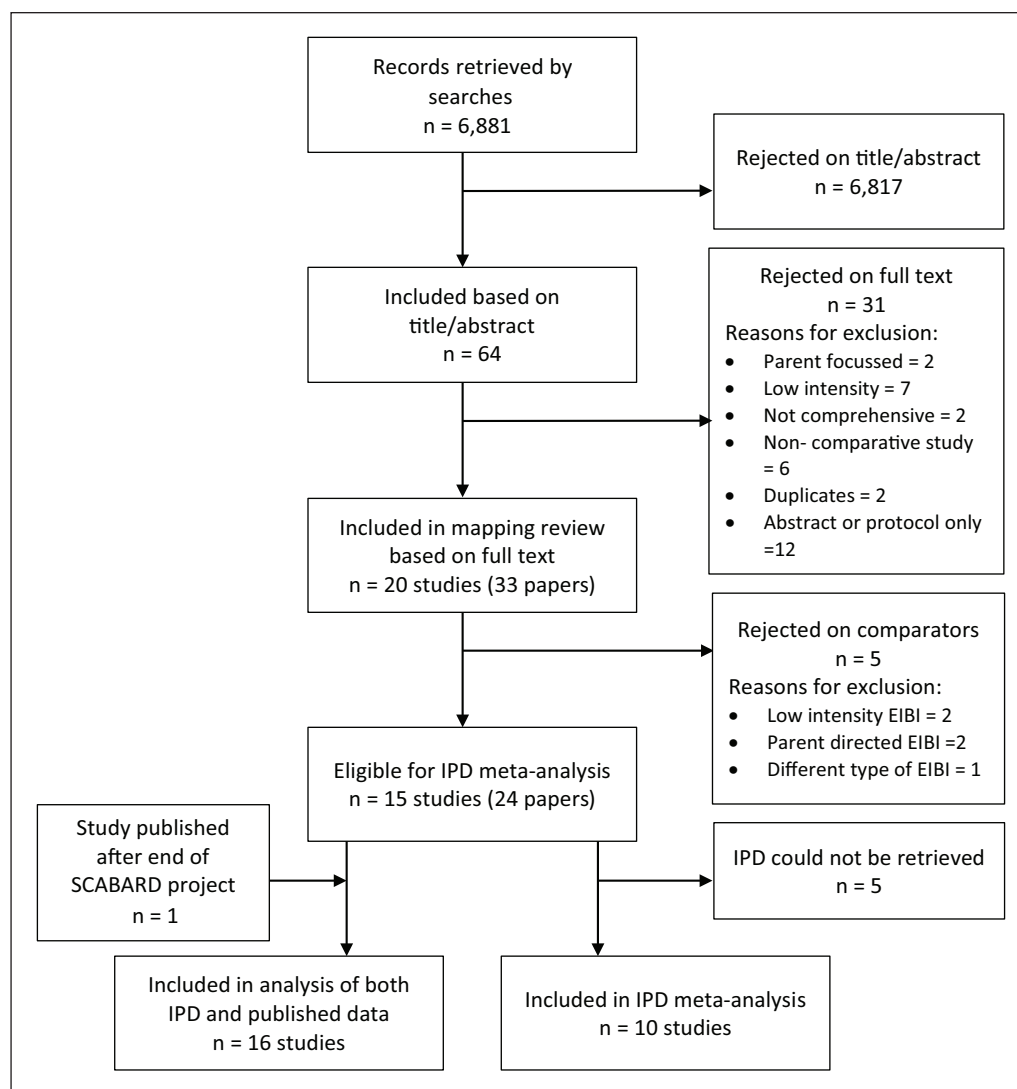 Records retrieved by
searches
n = 6,881
Rejected on title/abstract
n = 6,817
Included based on
title/abstract
n = 64
Rejected on full text
n = 31
Reasons for exclusion:
• Parent focussed = 2
• Low intensity = 7
• Not comprehensive = 2
• Non- comparative study
= 6
• Duplicates = 2
• Abstract or protocol only
=12
Included in mapping review
based on full text
n = 20 studies (33 papers)
Rejected on comparators
n = 5
Reasons for exclusion:
• Low intensity EIBI = 2
• Parent directed EIBI =2
• Different type of EIBI = 1
Eligible for IPD meta-analysis
n = 15 studies (24 papers)
Study published
after end of
SCABARD project
n = 1
IPD could not be retrieved
n = 5
Included in analysis of both
IPD and published data
n = 16 studies
Included in IPD meta-analysis
n = 10 studies